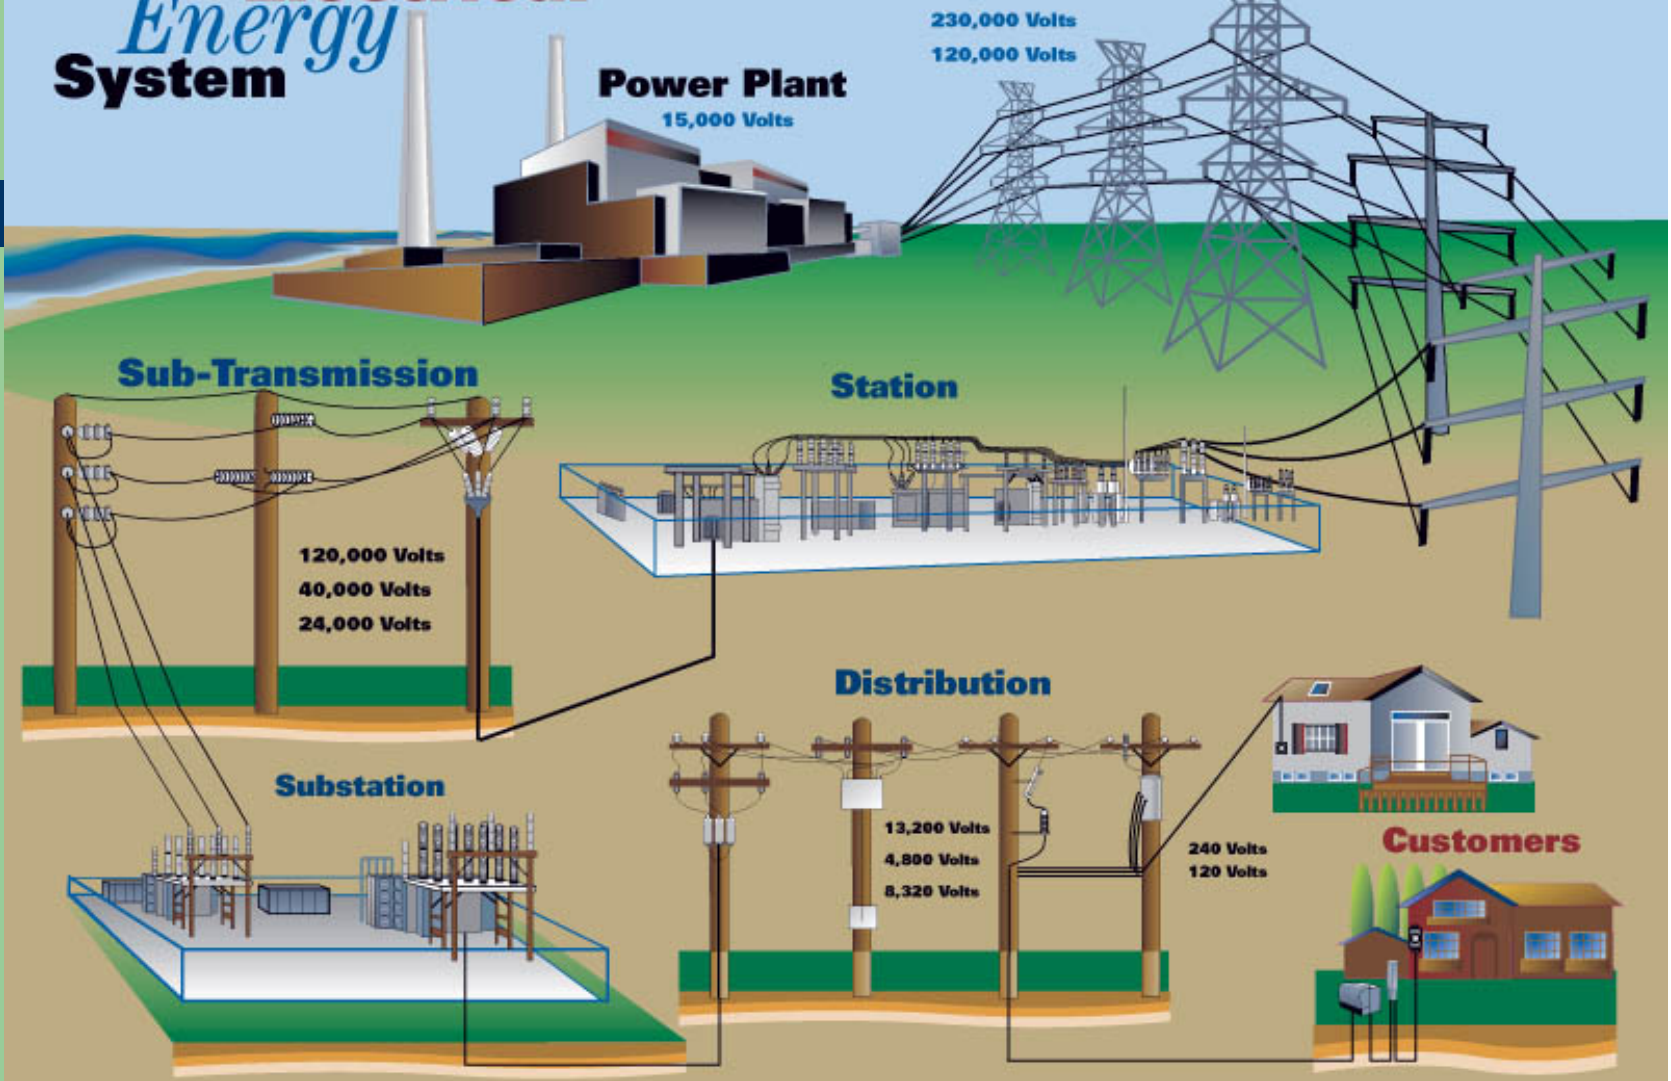 Electrical
Energy
System
Power Plant
15,000 Volts
230,000 Volts
120,000 Volts
Sub-Transmission
120,000 Volts
40,000 Volts
24,000 Volts
Station
Substation
Distribution
13,200 Volts
4,800 Volts
8,320 Volts
240 Volts
120 Volts
Customers